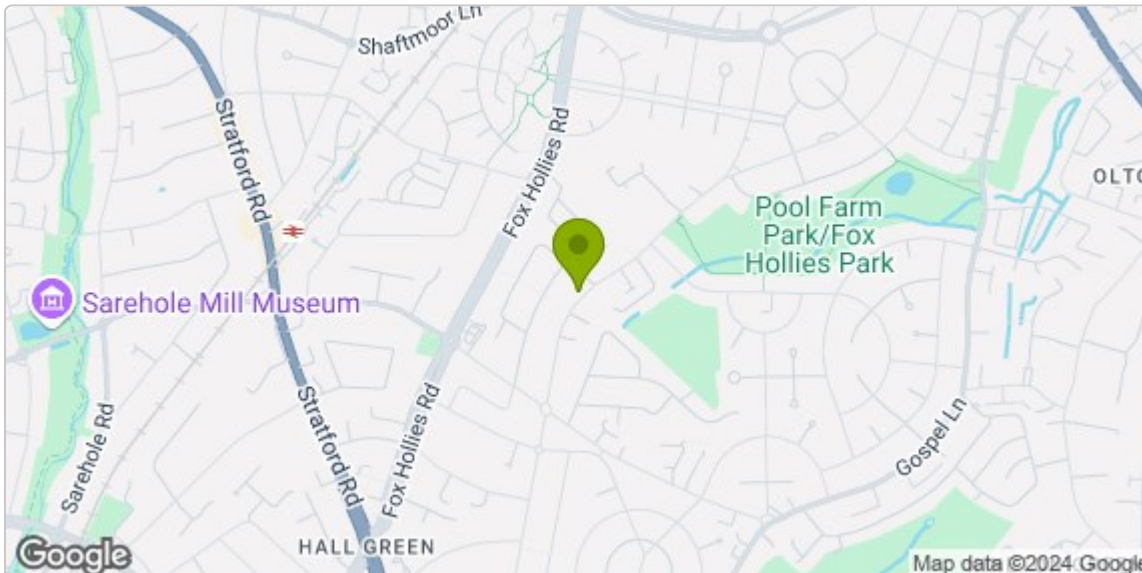 Shaftmoor Ln
Stratford Rd
Fox Hollies Rd
OLTO
Pool Farm
Park/Fox
Hollies Park
Sarehole Mill Museum
Sarehole Rd
Stratford Rd
Fox Hollies Rd
Gospel Ln
HALL GREEN
Google
Map data ©2024 Google